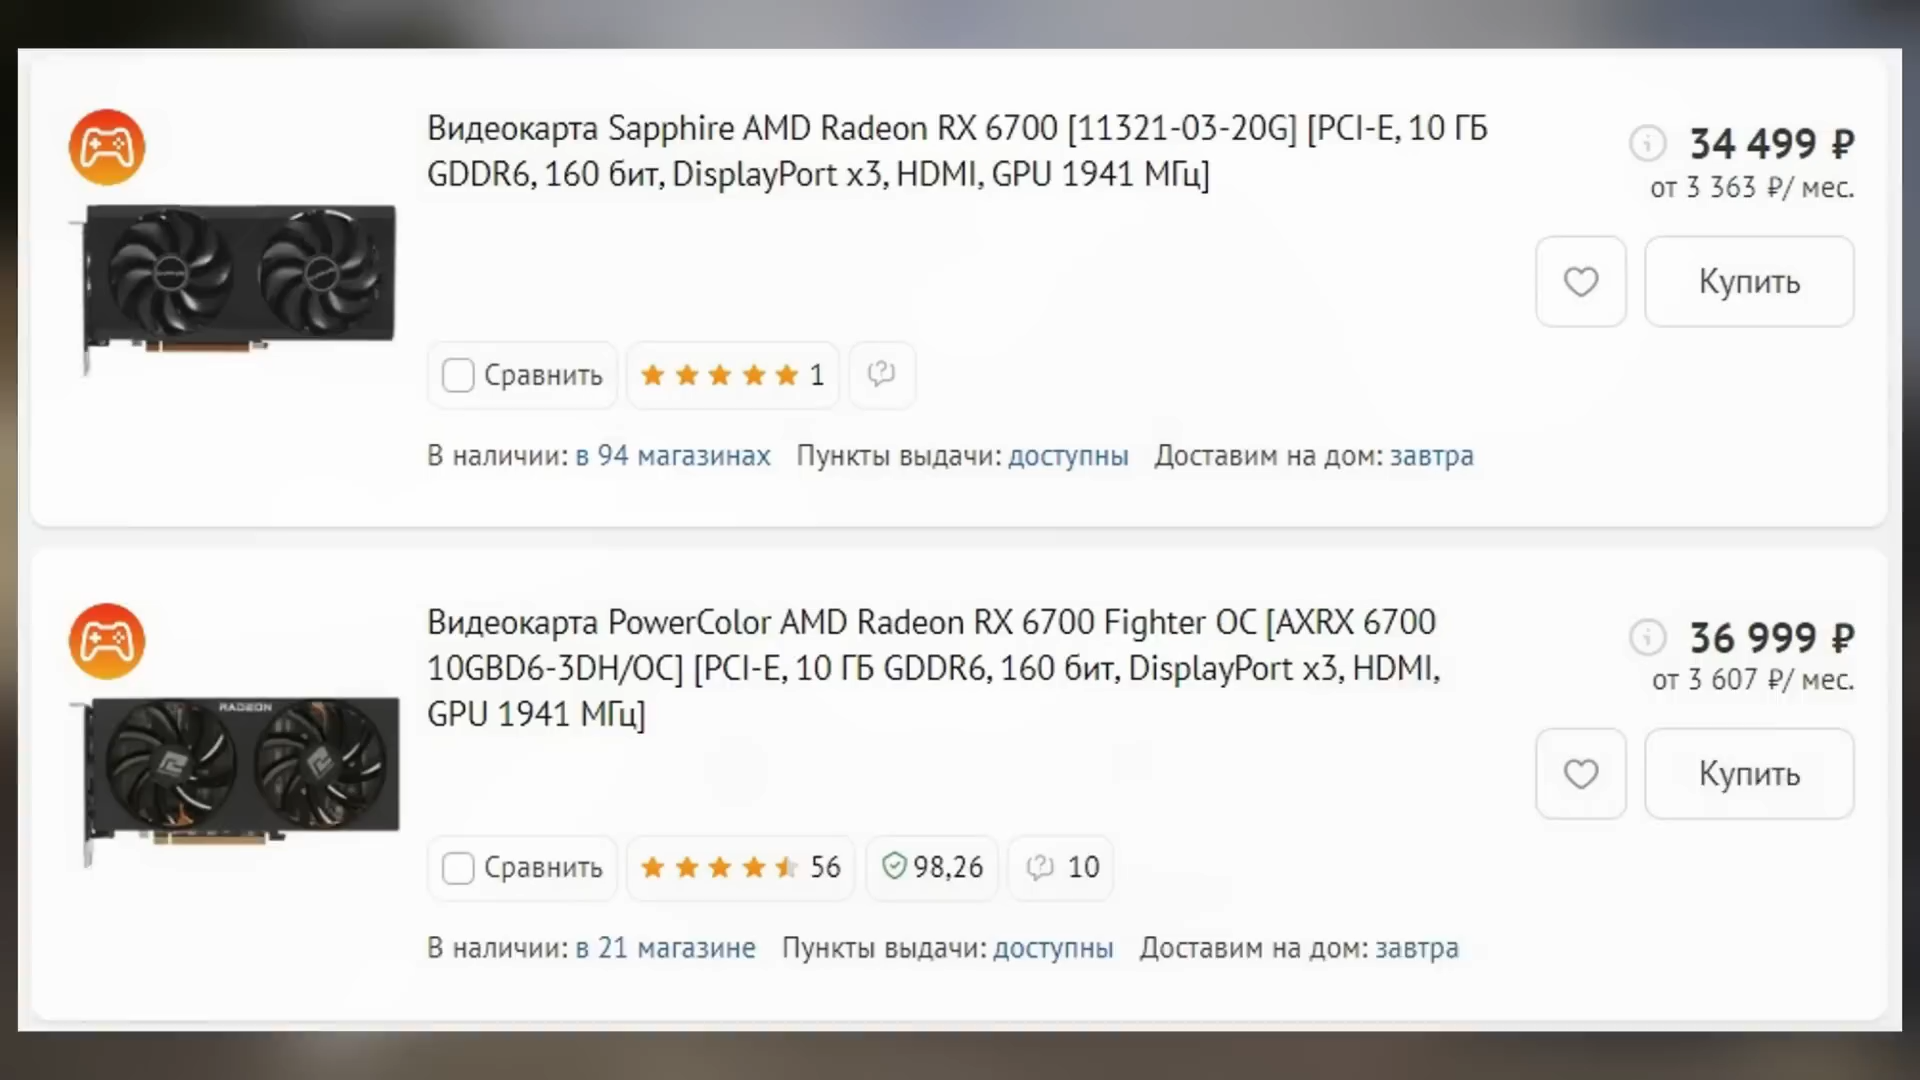 Видеокарта Sapphire AMD Radeon RX 6700 [11321-03-20G] [PCI-E, 10 ГБ
GDDR6, 160 бит, DisplayPort x3, HDMI, GPU 1941 МГц]
34 499 ₽
от 3 363 ₽/ мес.
Купить
Сравнить
1
В наличии: в 94 магазинах Пункты выдачи: доступны Доставим на дом: завтра
Видеокарта PowerColor AMD Radeon RX 6700 Fighter OC [AXRX 6700
10GBD6-3DH/OC] [PCI-E, 10 ГБ GDDR6, 160 бит, DisplayPort x3, HDMI,
GPU 1941 МГц]
36 999 ₽
от 3 607 ₽/ мес.
RADEON
Купить
Сравнить
56
98,26
10
В наличии: в 21 магазине Пункты выдачи: доступны Доставим на дом: завтра